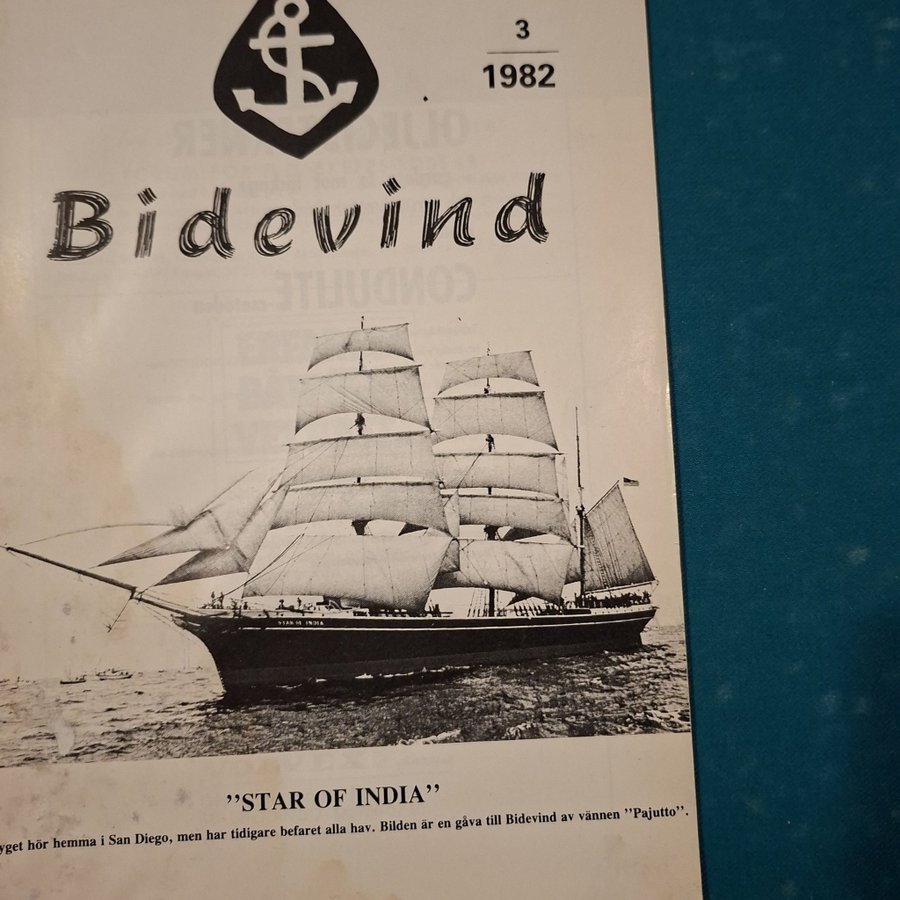 3
1982
Bidevind
STAR OF INDIA
"STAR OF INDIA"
yget hör hemma i San Diego, men har tidigare befaret alla hav. Bilden är en gåva till Bidevind av vännen "Pajutto".